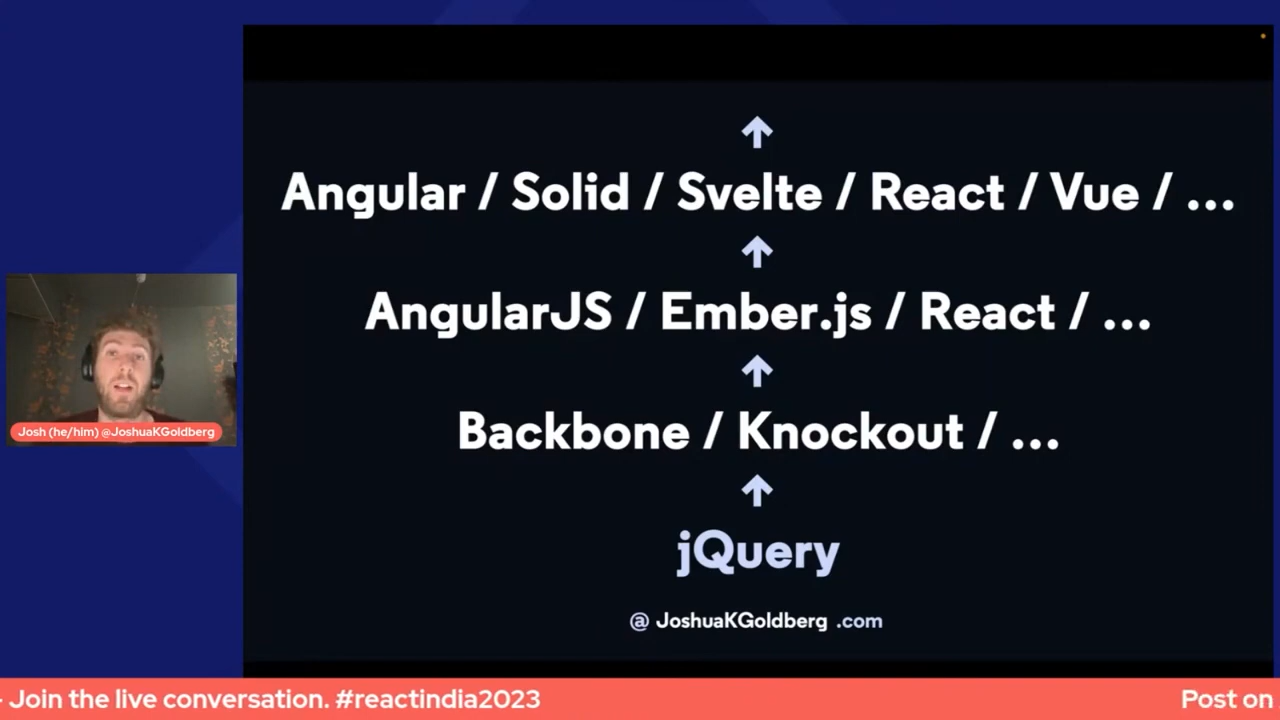 ↑
Angular / Solid / Svelte / React / Vue / ...
↑
AngularJS / Ember.js / React / ...
↑
Backbone / Knockout / ...
↑
jQuery
@ JoshuaKGoldberg .com
Josh (he/him) @JoshuaKGoldberg
- Join the live conversation. #reactindia2023
Post on